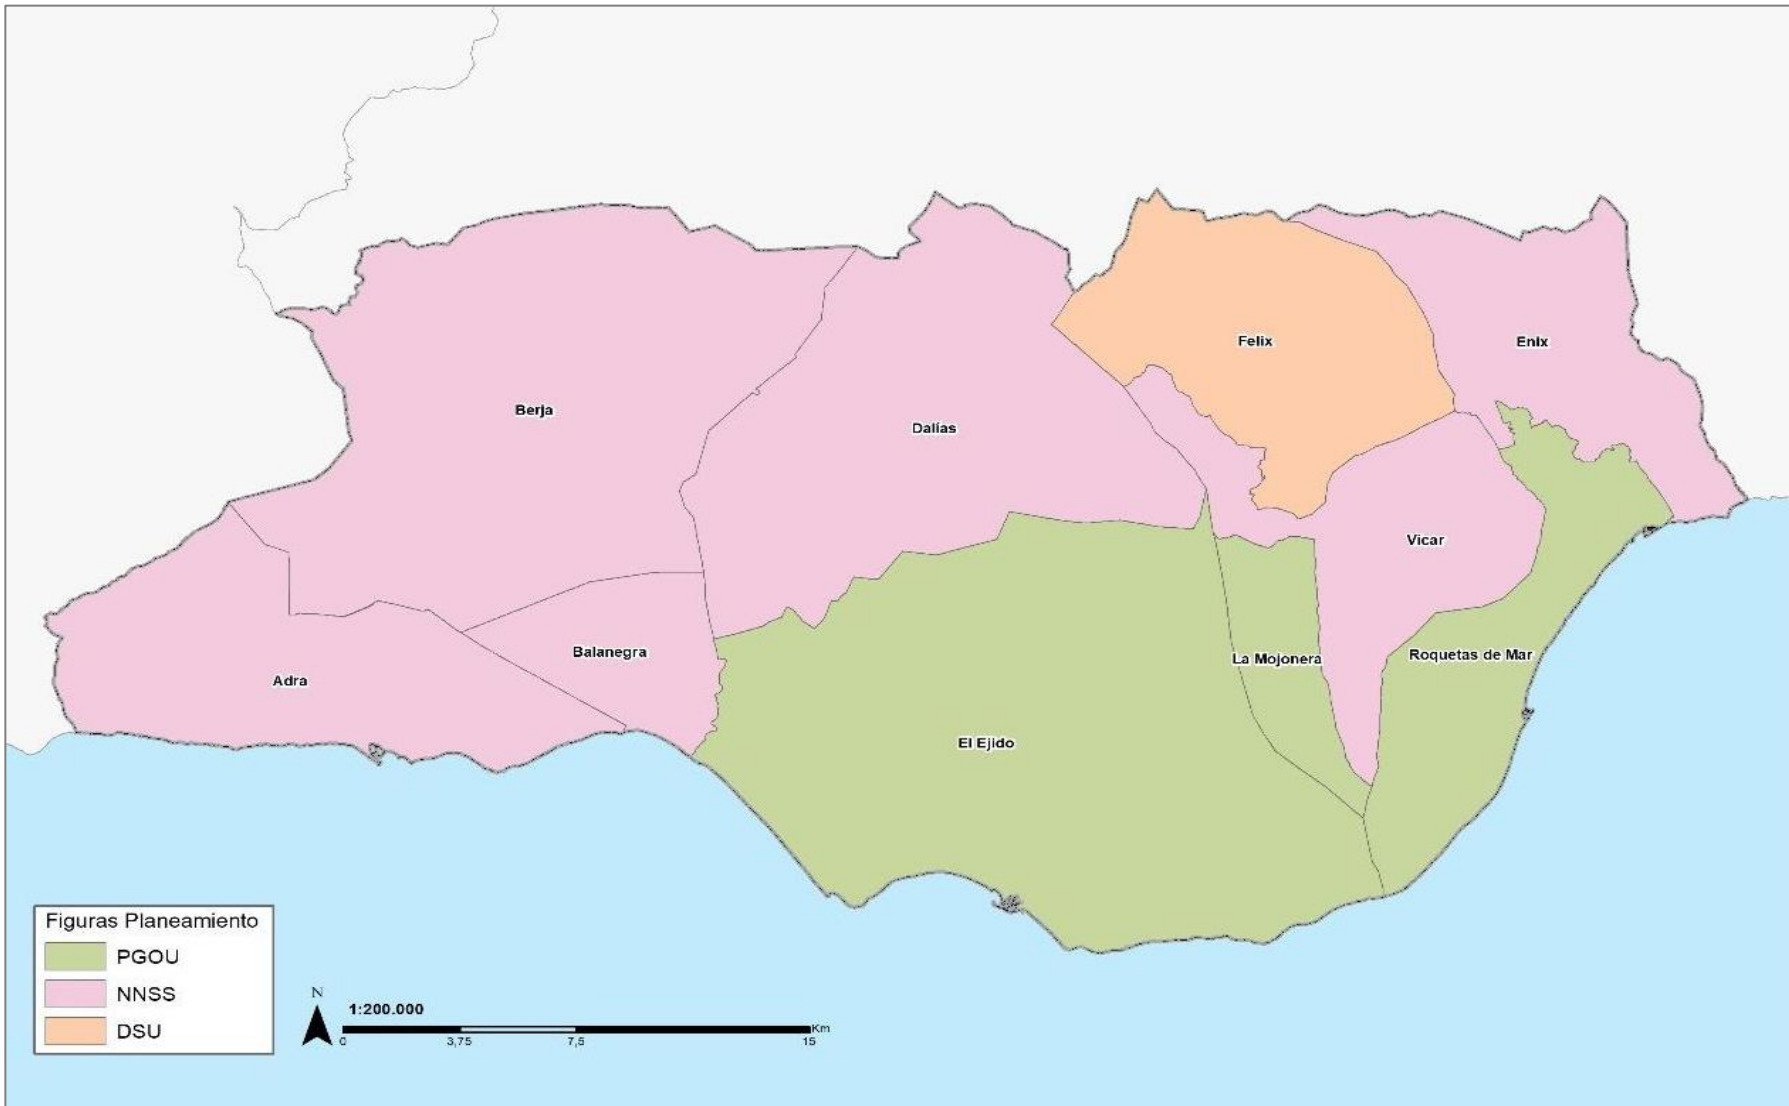 Felix
Enix
Berja
Dalías
Vicar
Balanegra
La Mojonera
Roquetas de Mar
Adra
El Ejido
Figuras Planeamiento
PGOU
NNSS
DSU
N
1:200.000
Km
0 3,75 7,5 15